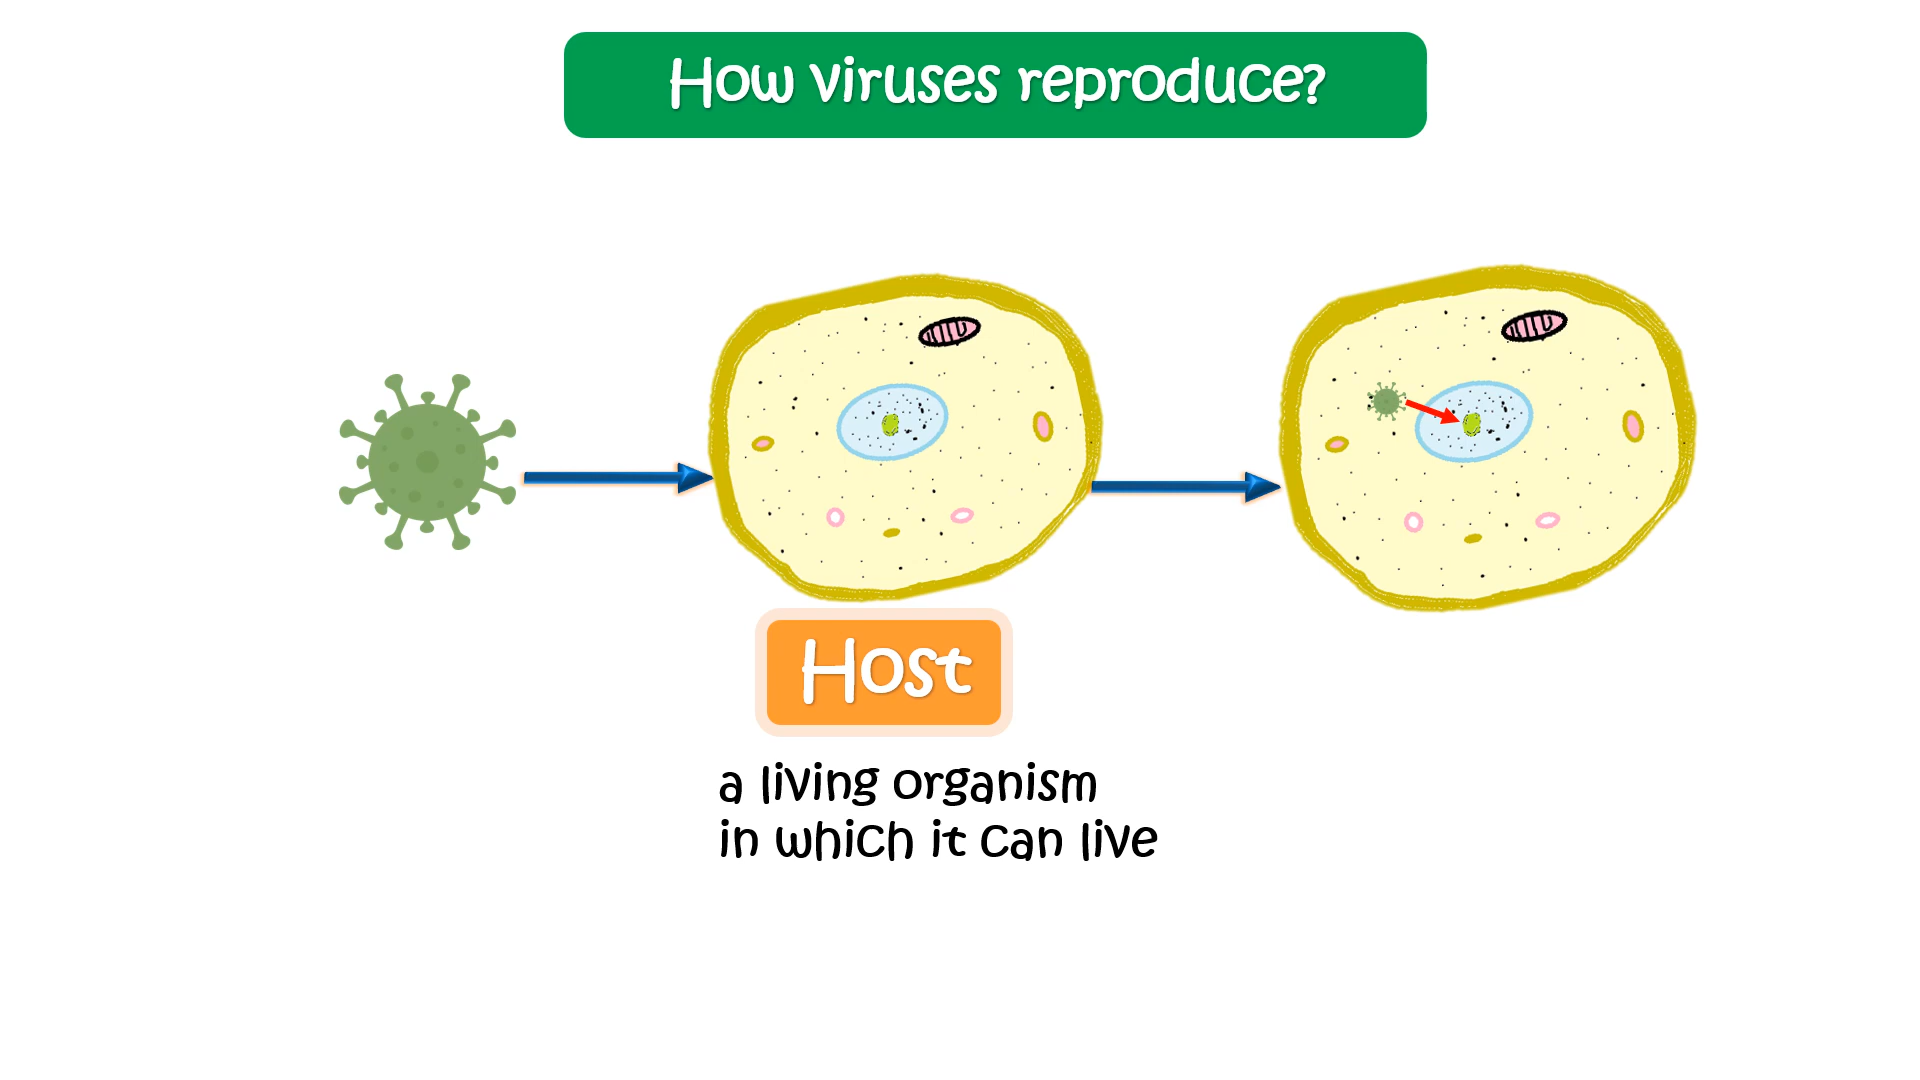 How viruses reproduce?
Host
a living organism
in which it can live